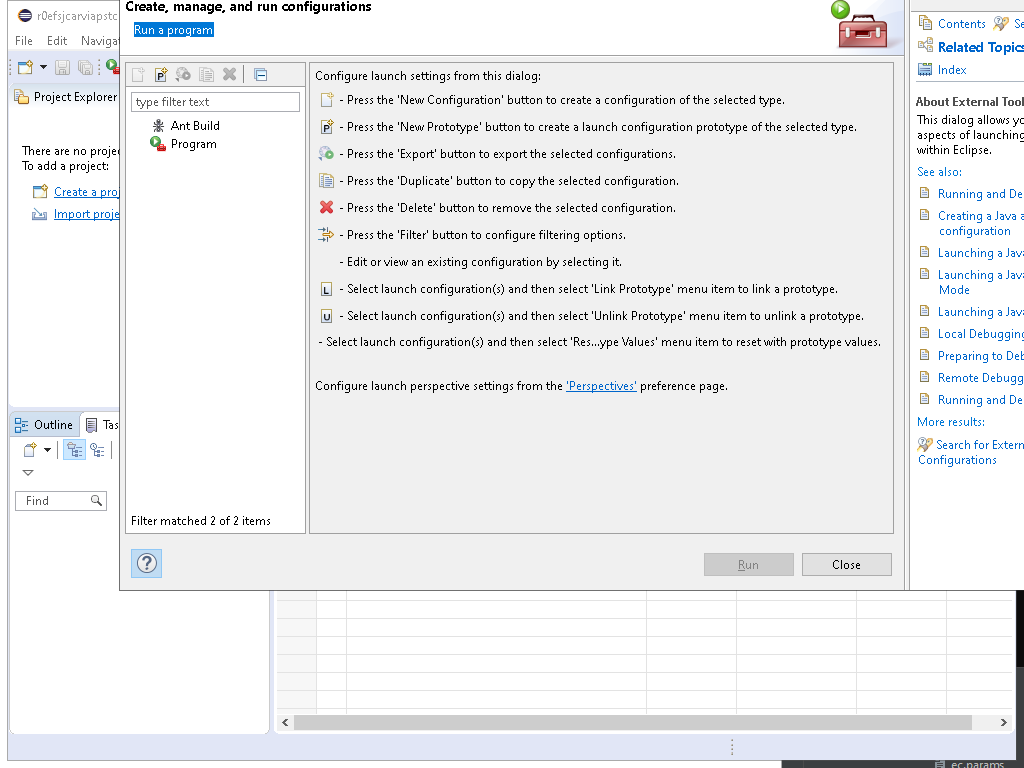 Create, manage, and run configurations
Run a program
r0efsjcarviapstc
File Edit Naviga
Project Explorer
There are no proje
To add a project:
Create a proj
Import proje
Outline
Tas
Find
type filter text
Ant Build
Program
Filter matched 2 of 2 items
Configure launch settings from this dialog:
- Press the 'New Configuration' button to create a configuration of the selected type.
- Press the 'New Prototype' button to create a launch configuration prototype of the selected type.
- Press the 'Export' button to export the selected configurations.
- Press the 'Duplicate' button to copy the selected configuration.
- Press the 'Delete' button to remove the selected configuration.
- Press the 'Filter' button to configure filtering options.
- Edit or view an existing configuration by selecting it.
L - Select launch configuration(s) and then select 'Link Prototype' menu item to link a prototype.
U - Select launch configuration(s) and then select 'Unlink Prototype' menu item to unlink a prototype.
- Select launch configuration(s) and then select 'Res...ype Values' menu item to reset with prototype values.
Configure launch perspective settings from the 'Perspectives' preference page.
Run
Close
Contents
Se
Related Topics
Index
About External Tool
This dialog allows yo
aspects of launching
within Eclipse.
See also:
Running and De
Creating a Java a
configuration
Launching a Jav
Launching a Jav
Mode
Launching a Java
Local Debugging
Preparing to Deb
Remote Debugg
Running and De
More results:
Search for Extern
Configurations
ec.params